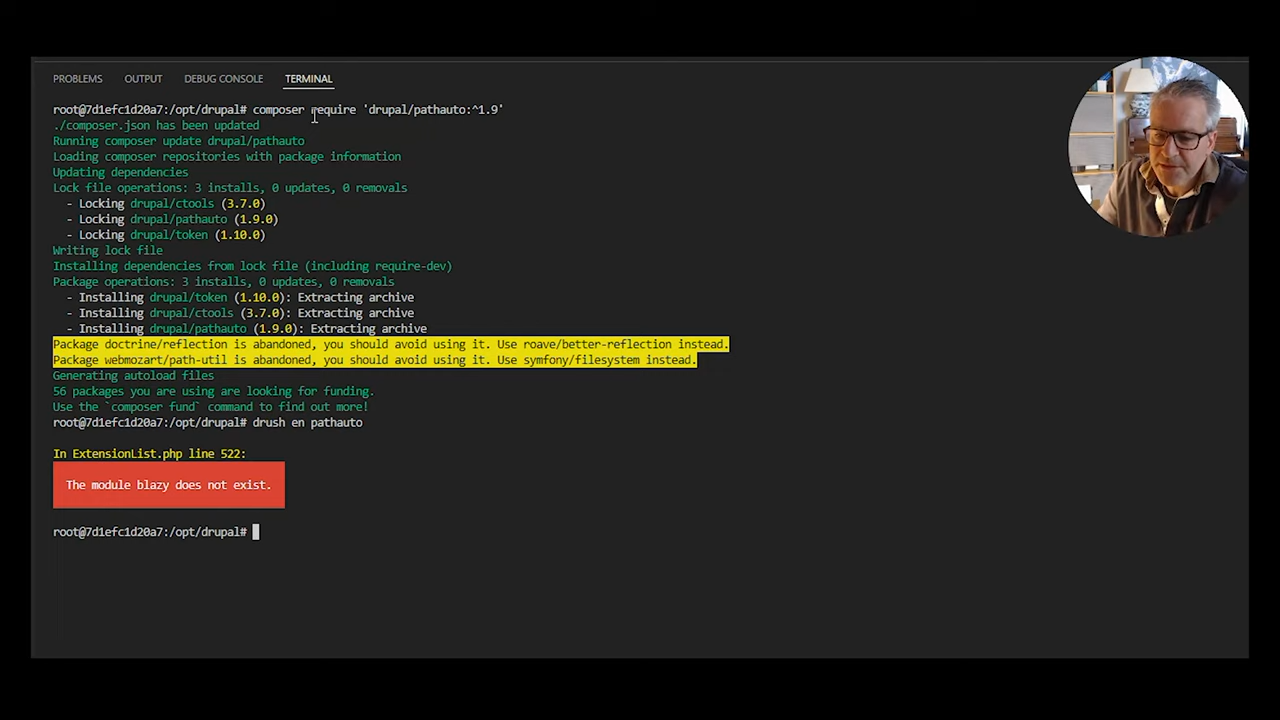 PROBLEMS OUTPUT DEBUG CONSOLE TERMINAL
root@7d1efc1d20a7:/opt/drupal# composer require 'drupal/pathauto:^1.9'
./composer.json has been updated
Running composer update drupal/pathauto
Loading composer repositories with package information
Updating dependencies
Lock file operations: 3 installs, 0 updates, 0 removals
- Locking drupal/ctools (3.7.0)
- Locking drupal/pathauto (1.9.0)
- Locking drupal/token (1.10.0)
Writing lock file
Installing dependencies from lock file (including require-dev)
Package operations: 3 installs, 0 updates, 0 removals
- Installing drupal/token (1.10.0): Extracting archive
- Installing drupal/ctools (3.7.0): Extracting archive
- Installing drupal/pathauto (1.9.0): Extracting archive
Package doctrine/reflection is abandoned, you should avoid using it. Use roave/better-reflection instead.
Package webmozart/path-util is abandoned, you should avoid using it. Use symfony/filesystem instead.
Generating autoload files
56 packages you are using are looking for funding.
Use the `composer fund` command to find out more!
root@7d1efc1d20a7:/opt/drupal# drush en pathauto
In ExtensionList.php line 522:
The module blazy does not exist.
root@7d1efc1d20a7:/opt/drupal#